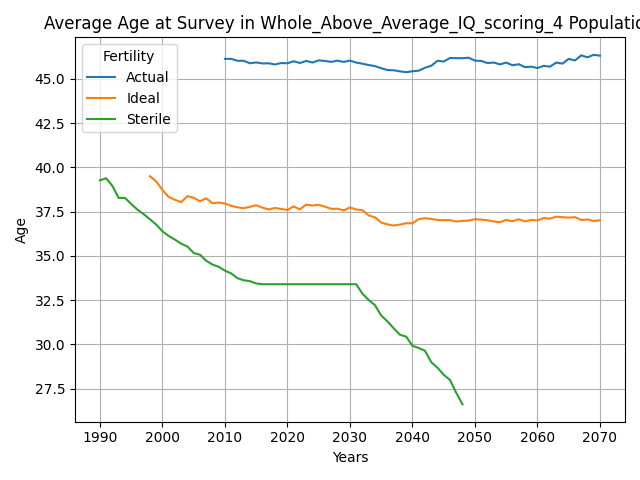 Average Age at Survey in Whole_Above_Average_IQ_scoring_4 Populatio
Fertility
Actual
Ideal
Sterile
45.0
42.5
40.0
37.5
35.0
32.5
30.0
27.5
Age
1990 2000 2010 2020 2030 2040 2050 2060 2070
Years